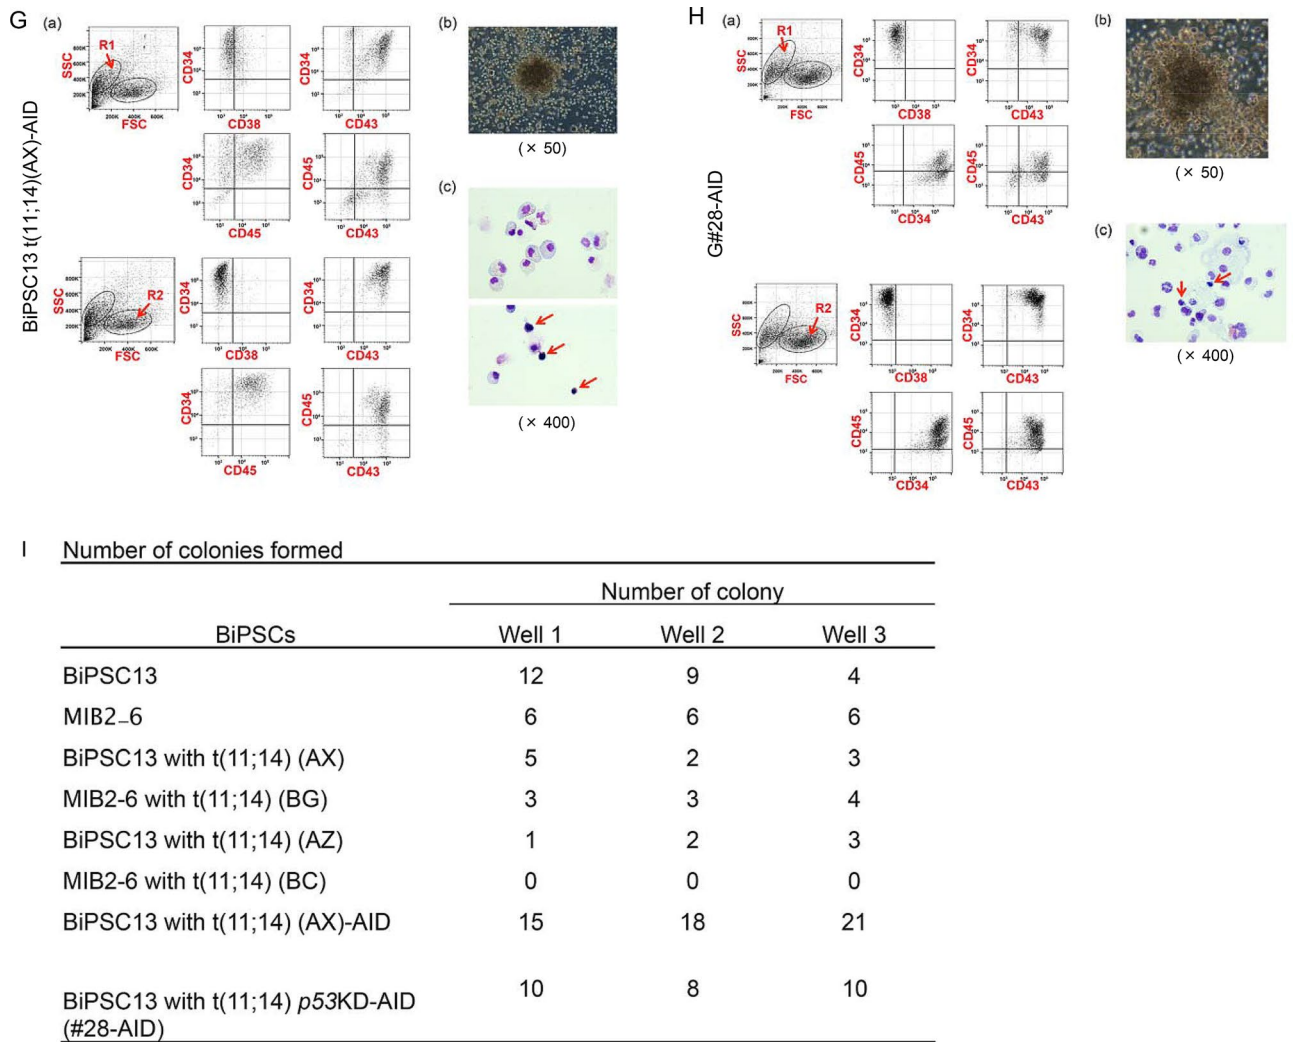 G
(a)
R1
SSC
FSC
CD34
CD38
CD34
CD43
CD34
CD45
CD45
CD43
(b)
(× 50)
(c)
(× 400)
BiPSC13 t(11;14)(AX)-AID
R2
SSC
FSC
CD34
CD38
CD34
CD43
CD34
CD45
CD45
CD43
H
(a)
R1
SSC
FSC
CD34
CD38
CD34
CD43
CD45
CD34
CD45
CD43
(b)
(× 50)
(c)
(× 400)
G#28-AID
R2
SSC
FSC
CD34
CD38
CD34
CD43
CD45
CD34
CD45
CD43
I Number of colonies formed
Number of colony
BiPSCs Well 1 Well 2 Well 3
BiPSC13 12 9 4
MIB2-6 6 6 6
BiPSC13 with t(11;14) (AX) 5 2 3
MIB2-6 with t(11;14) (BG) 3 3 4
BiPSC13 with t(11;14) (AZ) 1 2 3
MIB2-6 with t(11;14) (BC) 0 0 0
BiPSC13 with t(11;14) (AX)-AID 15 18 21
BiPSC13 with t(11;14) p53KD-AID 10 8 10
(#28-AID)